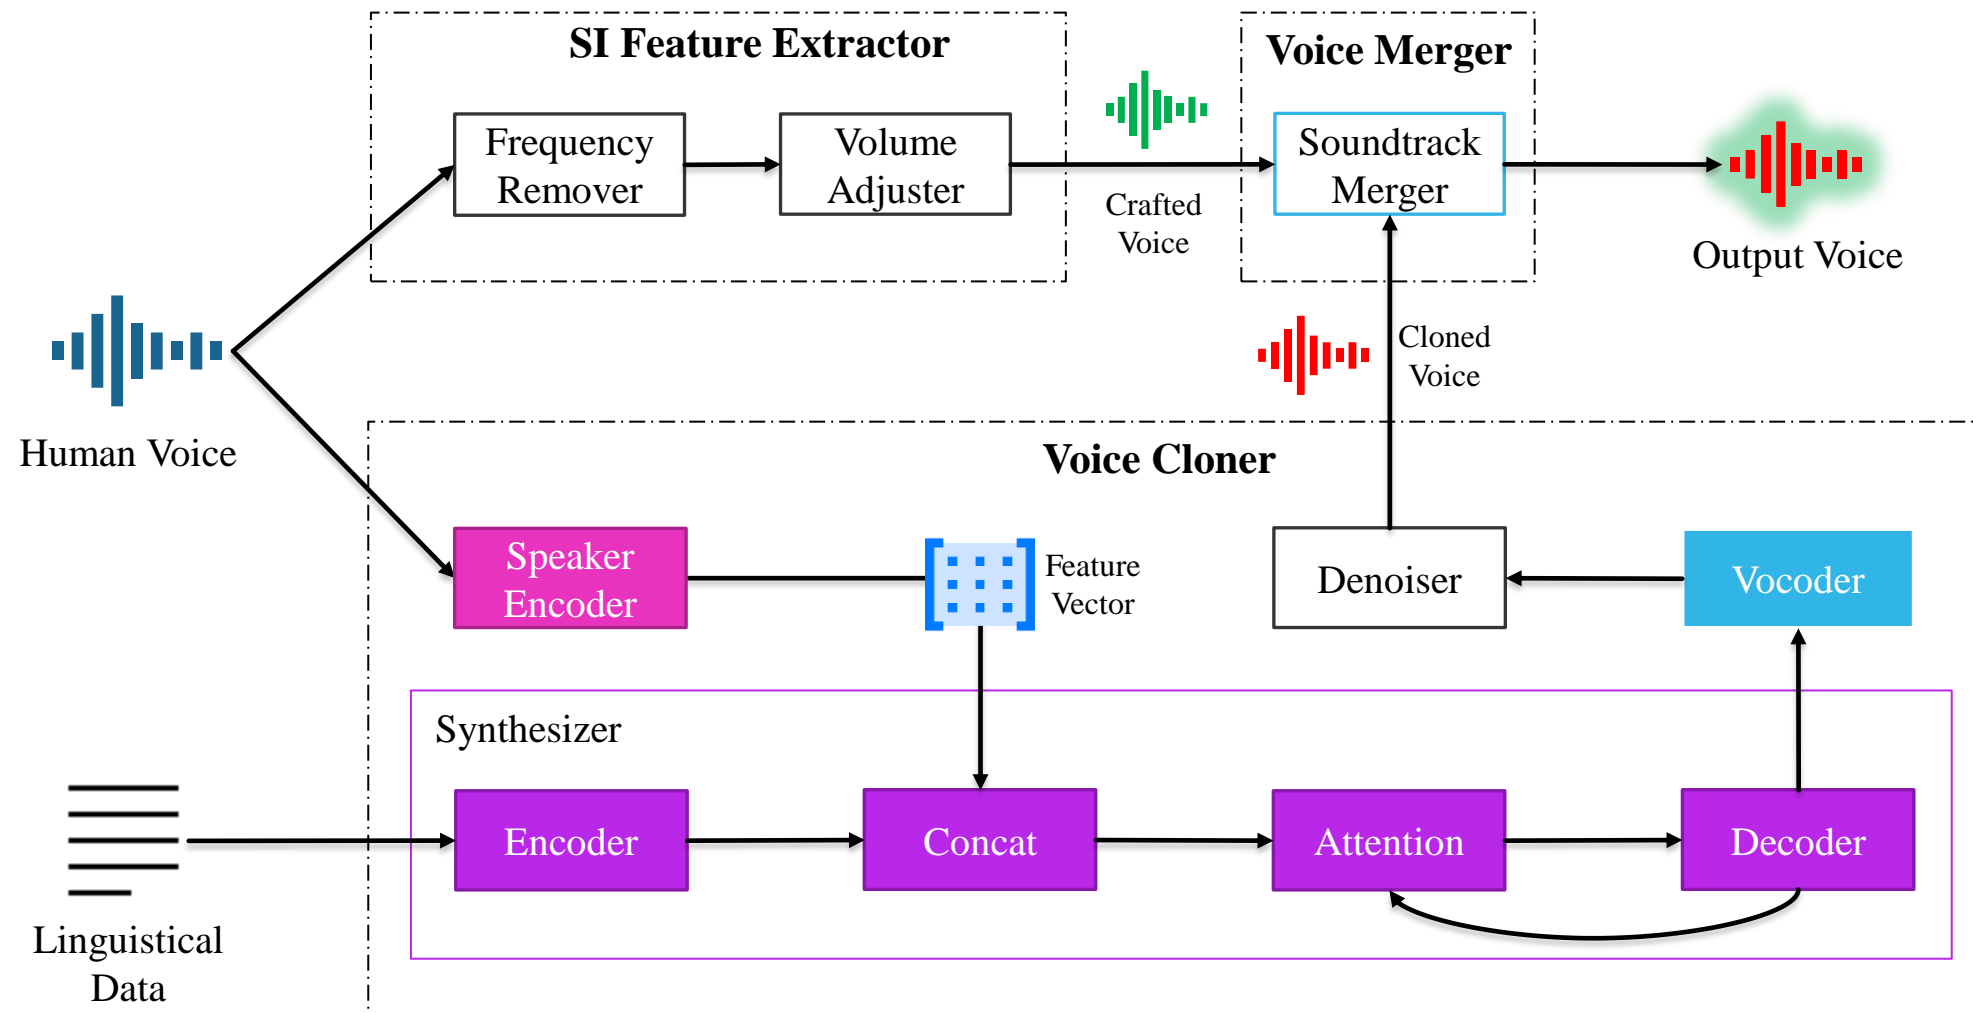 SI Feature Extractor
Voice Merger
Frequency
Remover
Volume
Adjuster
Crafted
Voice
Soundtrack
Merger
Output Voice
Human Voice
Cloned
Voice
Voice Cloner
Speaker
Encoder
Feature
Vector
Denoiser
Vocoder
Synthesizer
Encoder
Concat
Attention
Decoder
Linguistical
Data